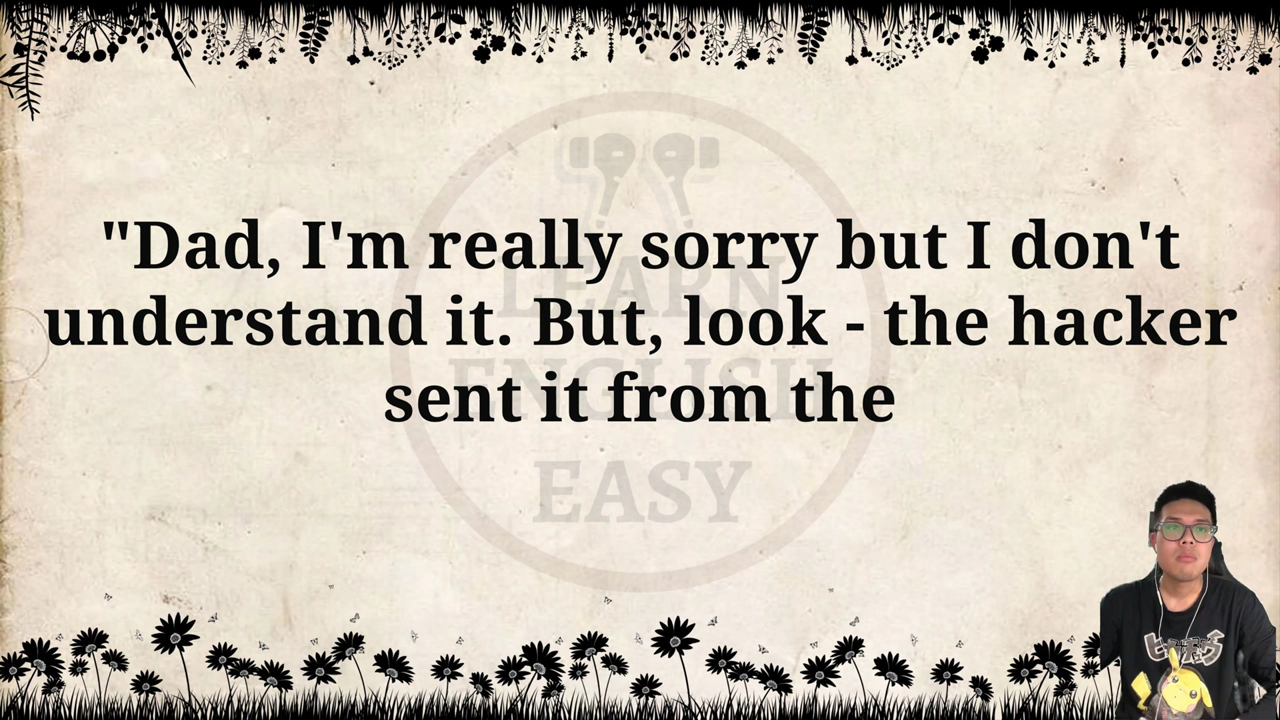 "Dad, I'm really sorry but I don't
understand it. But, look - the hacker
sent it from the
LEARN
ENGLISH
EASY